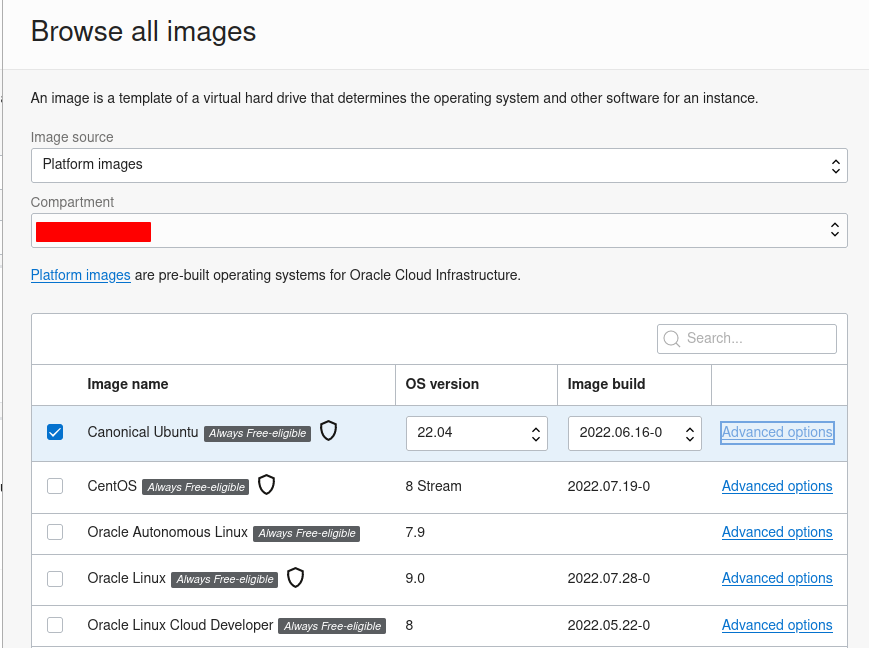 Browse all images
An image is a template of a virtual hard drive that determines the operating system and other software for an instance.
Image source
Platform images
Compartment
Platform images are pre-built operating systems for Oracle Cloud Infrastructure.
Search...
Image name OS version Image build
Canonical Ubuntu Always Free-eligible 22.04 2022.06.16-0 Advanced options
CentOS Always Free-eligible 8 Stream 2022.07.19-0 Advanced options
Oracle Autonomous Linux Always Free-eligible 7.9 Advanced options
Oracle Linux Always Free-eligible 9.0 2022.07.28-0 Advanced options
Oracle Linux Cloud Developer Always Free-eligible 8 2022.05.22-0 Advanced options